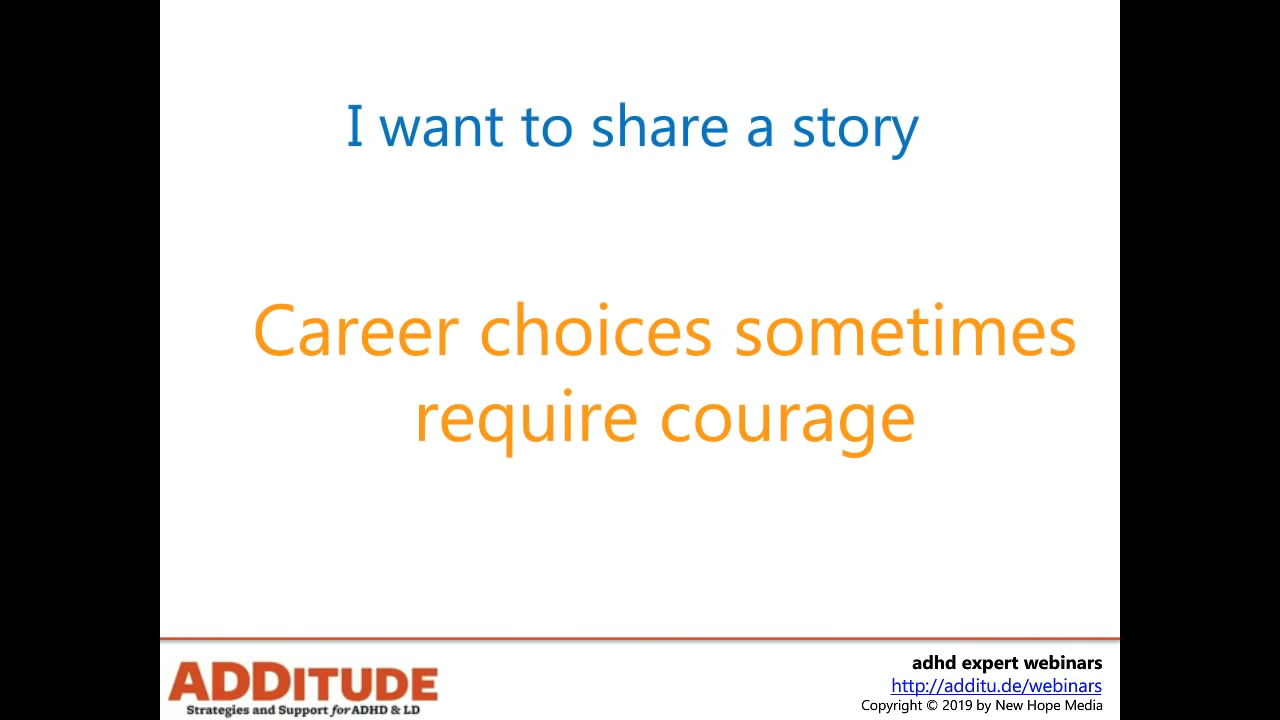 I want to share a story
Career choices sometimes
require courage
ADDITUDE
Strategies and Support for ADHD & LD
adhd expert webinars
http://additu.de/webinars
Copyright © 2019 by New Hope Media